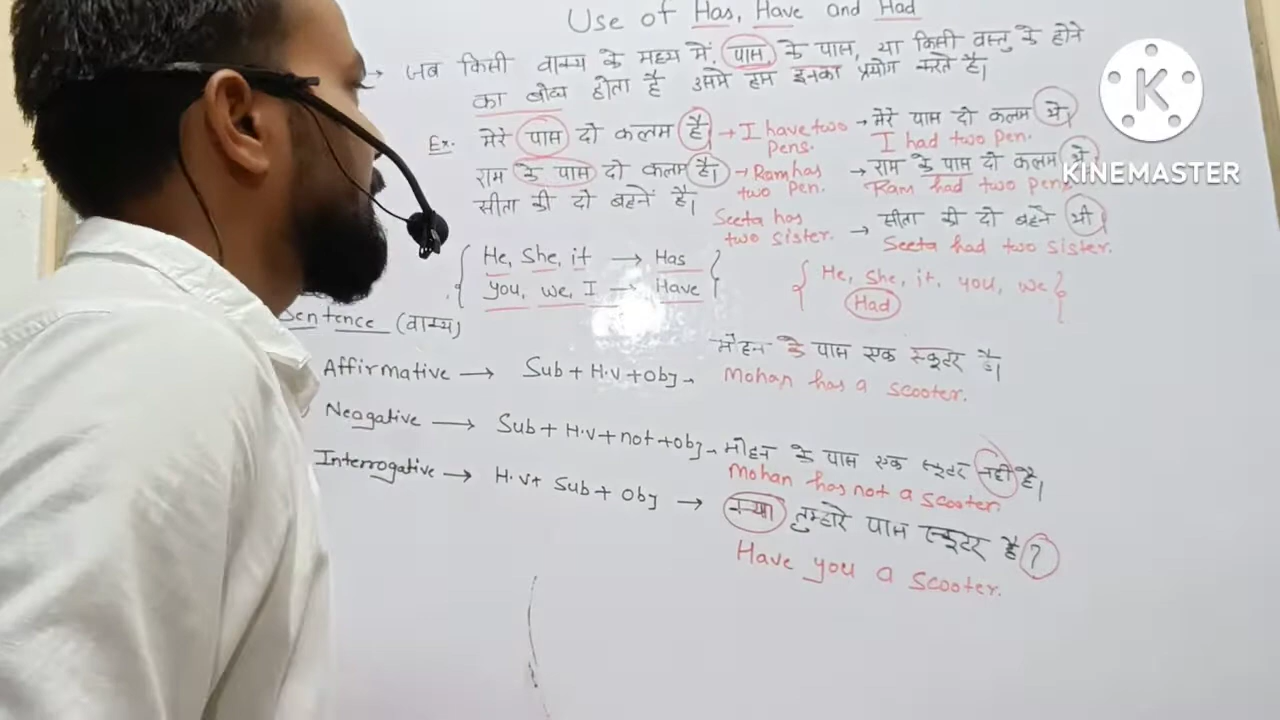 Use of Has, Have and Had
→ जब किसी वाक्य के मध्य में पास के पास, या किसी वस्तु के होने
का बोध होता है उसमे हम इनका प्रयोग करते है।
Ex. मेरे पास दो कलम है → I have two pens. → मेरे पास दो कलम थे।
I had two pen.
राम के पास दो कलम है। → Ram has two pen. → राम के पास दो कलम थे
Ram had two pens
सीता की दो बहनें है। Seeta has two sister. → सीता की दो बहने थी
Seeta had two sister.
He, She, it → Has
you, we, I → Have
He, She, it, you, we
Had
Sentence (वाक्य)
Affirmative → Sub + H.V + Obj → मोहन के पास एक स्कूटर है।
Mohan has a scooter.
Neagative → Sub + H.V + not + Obj → मोहन के पास एक स्कूटर नहीं है।
Mohan has not a scooter
Interrogative → H.V + Sub + Obj → क्या तुम्हारे पास स्कूटर है ?
Have you a scooter.
K
KINEMASTER